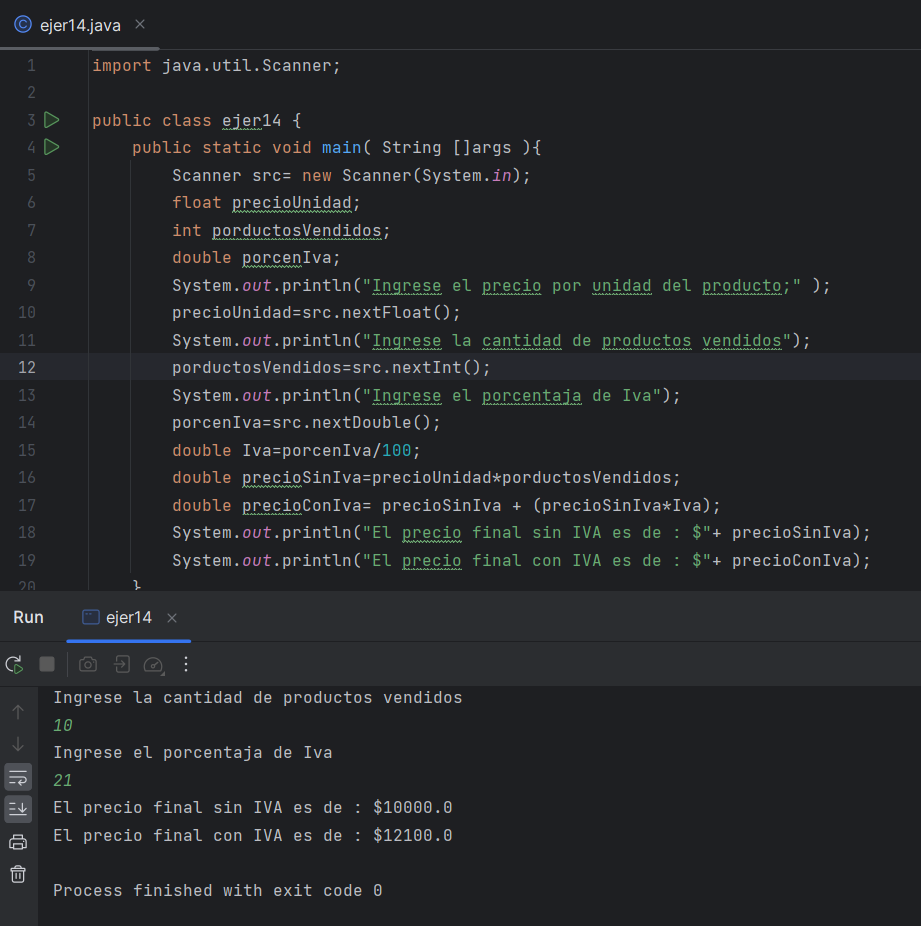 ejer14.java
1 import java.util.Scanner;
2
3 public class ejer14 {
4 public static void main( String []args ){
5 Scanner src= new Scanner(System.in);
6 float precioUnidad;
7 int porductosVendidos;
8 double porcenIva;
9 System.out.println("Ingrese el precio por unidad del producto;" );
10 precioUnidad=src.nextFloat();
11 System.out.println("Ingrese la cantidad de productos vendidos");
12 porductosVendidos=src.nextInt();
13 System.out.println("Ingrese el porcentaja de Iva");
14 porcenIva=src.nextDouble();
15 double Iva=porcenIva/100;
16 double precioSinIva=precioUnidad*porductosVendidos;
17 double precioConIva= precioSinIva + (precioSinIva*Iva);
18 System.out.println("El precio final sin IVA es de : $"+ precioSinIva);
19 System.out.println("El precio final con IVA es de : $"+ precioConIva);
20 }
Run ejer14
Ingrese la cantidad de productos vendidos
10
Ingrese el porcentaja de Iva
21
El precio final sin IVA es de : $10000.0
El precio final con IVA es de : $12100.0
Process finished with exit code 0